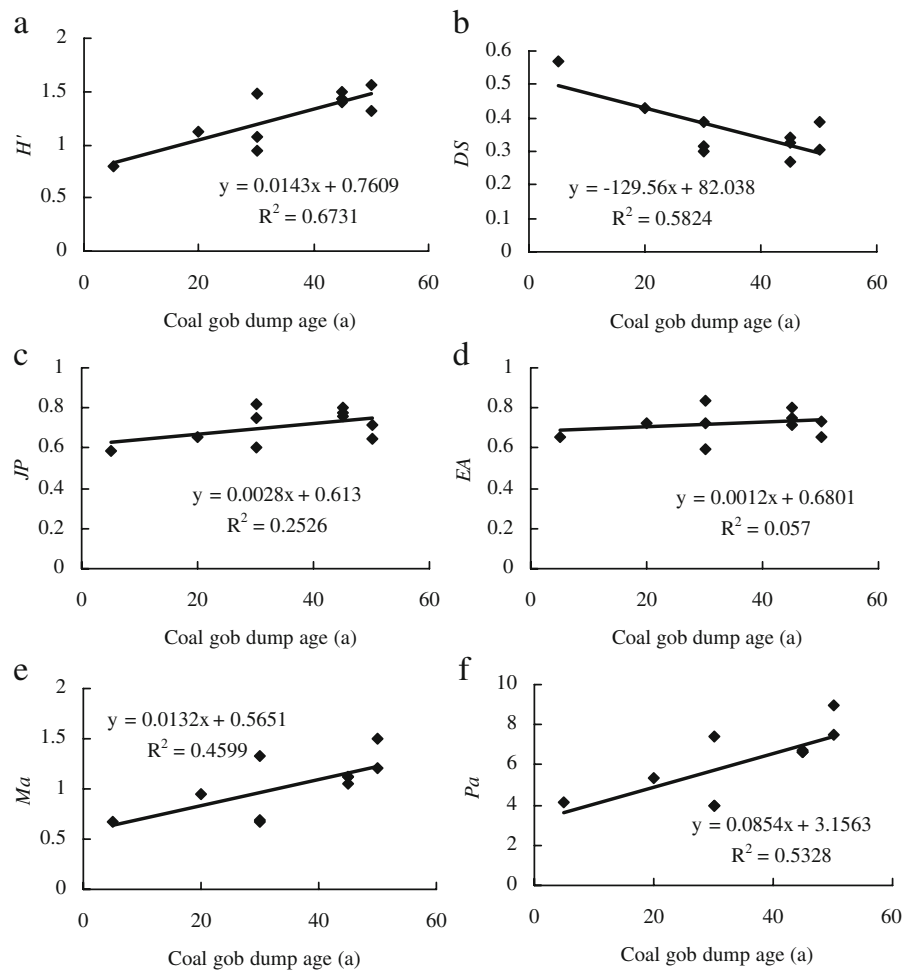 a
2
1.5
1
0.5
0
H'
y = 0.0143x + 0.7609
R² = 0.6731
0 20 40 60
Coal gob dump age (a)
b
0.6
0.5
0.4
0.3
0.2
0.1
0
DS
y = -129.56x + 82.038
R² = 0.5824
0 20 40 60
Coal gob dump age (a)
c
1
0.8
0.6
0.4
0.2
0
JP
y = 0.0028x + 0.613
R² = 0.2526
0 20 40 60
Coal gob dump age (a)
d
1
0.8
0.6
0.4
0.2
0
EA
y = 0.0012x + 0.6801
R² = 0.057
0 20 40 60
Coal gob dump age (a)
e
2
1.5
1
0.5
0
Ma
y = 0.0132x + 0.5651
R² = 0.4599
0 20 40 60
Coal gob dump age (a)
f
10
8
6
4
2
0
Pa
y = 0.0854x + 3.1563
R² = 0.5328
0 20 40 60
Coal gob dump age (a)